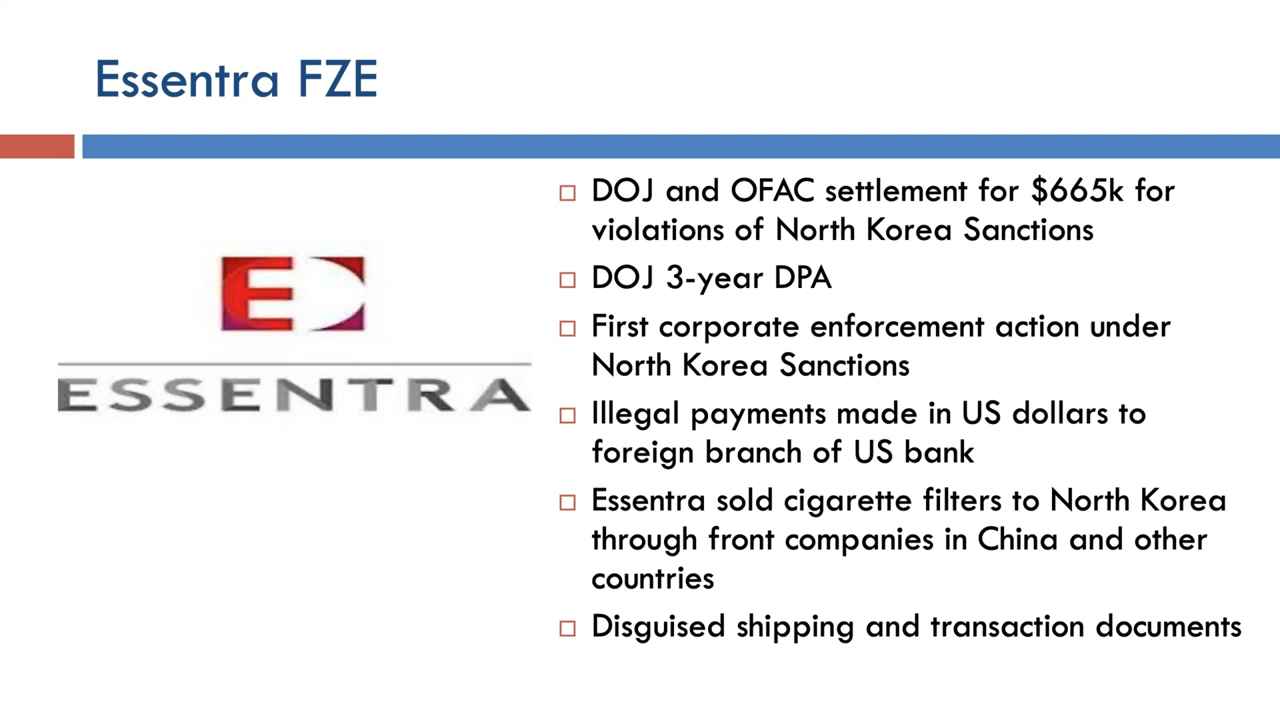 Essentra FZE
E
ESSENTRA
DOJ and OFAC settlement for $665k for
violations of North Korea Sanctions
DOJ 3-year DPA
First corporate enforcement action under
North Korea Sanctions
Illegal payments made in US dollars to
foreign branch of US bank
Essentra sold cigarette filters to North Korea
through front companies in China and other
countries
Disguised shipping and transaction documents